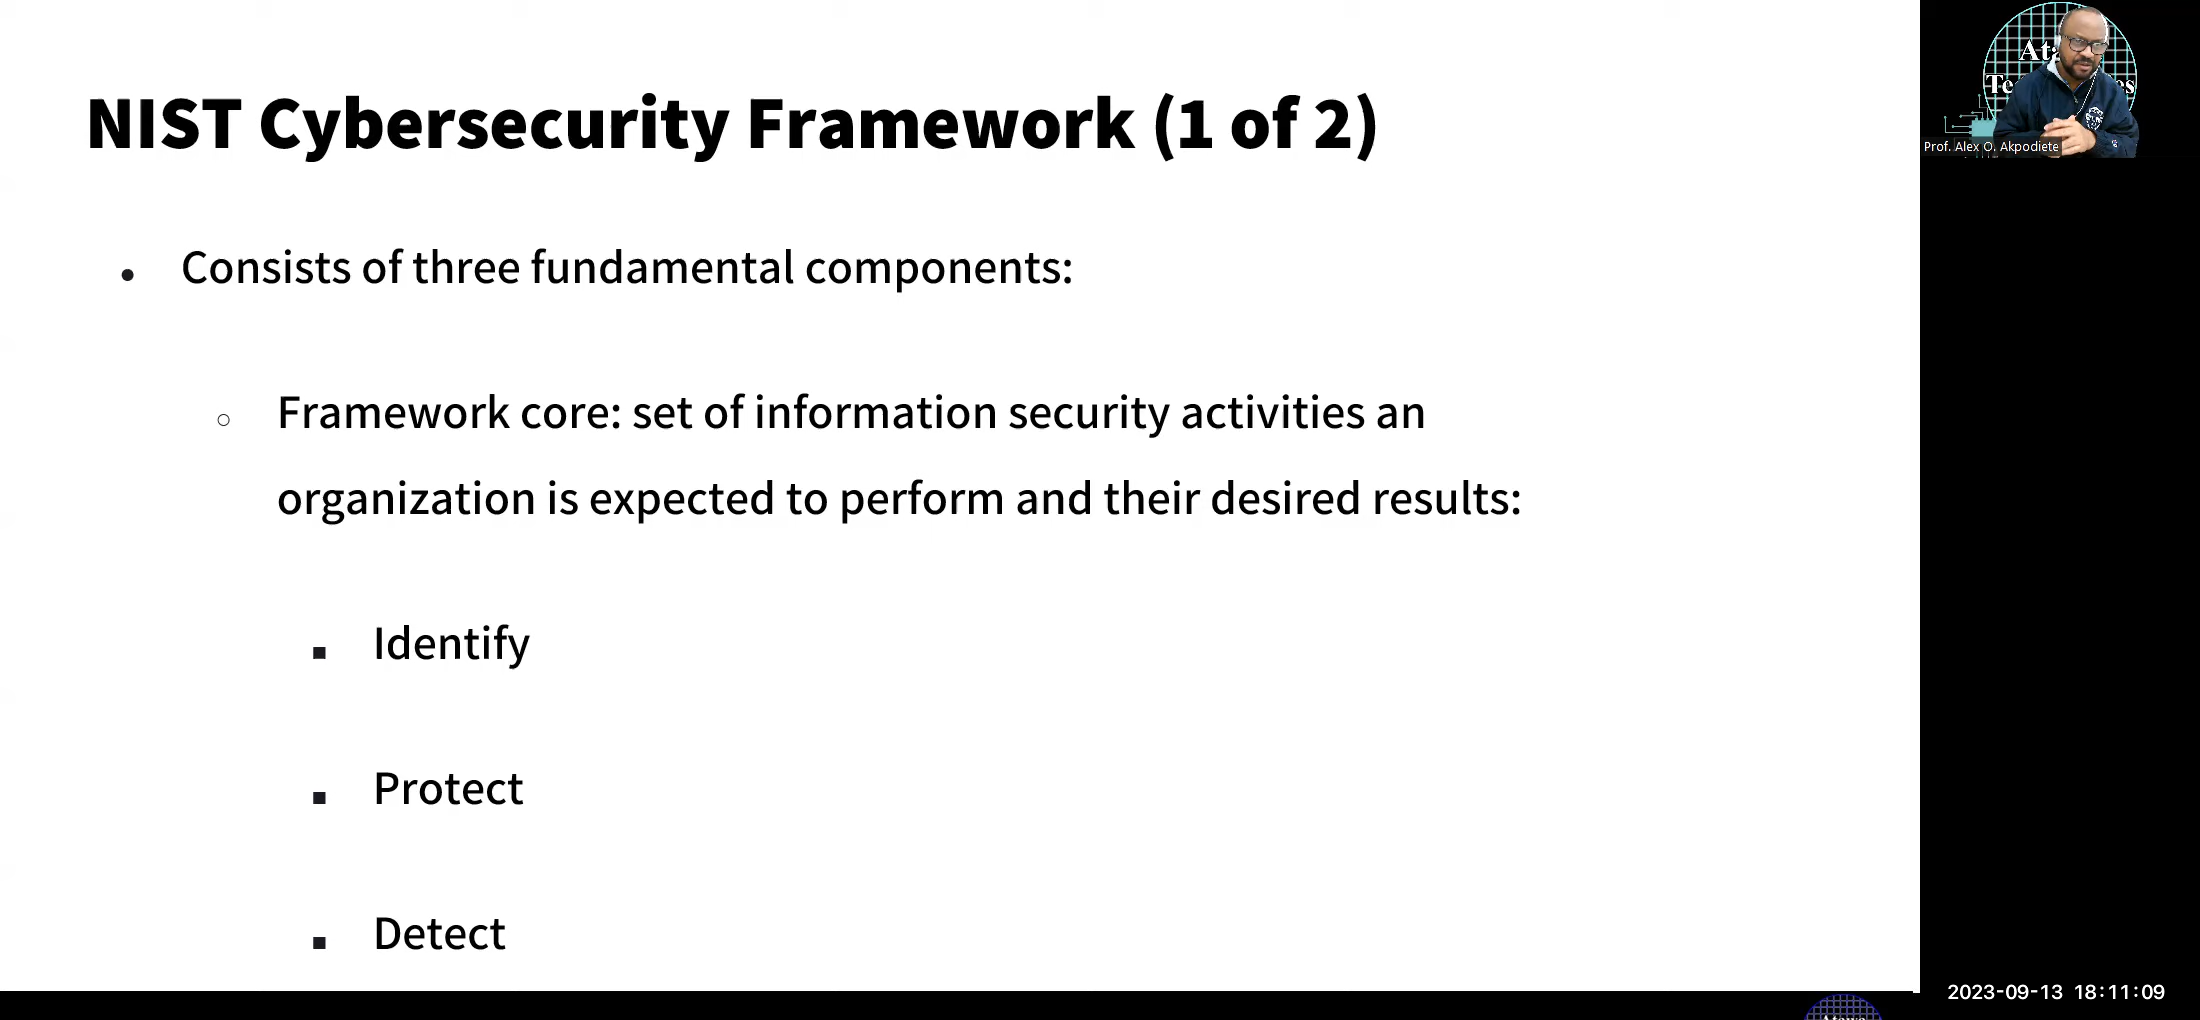 NIST Cybersecurity Framework (1 of 2)
• Consists of three fundamental components:
○ Framework core: set of information security activities an
organization is expected to perform and their desired results:
■ Identify
■ Protect
■ Detect
Prof. Alex O. Akpodiete
2023-09-13 18:11:09